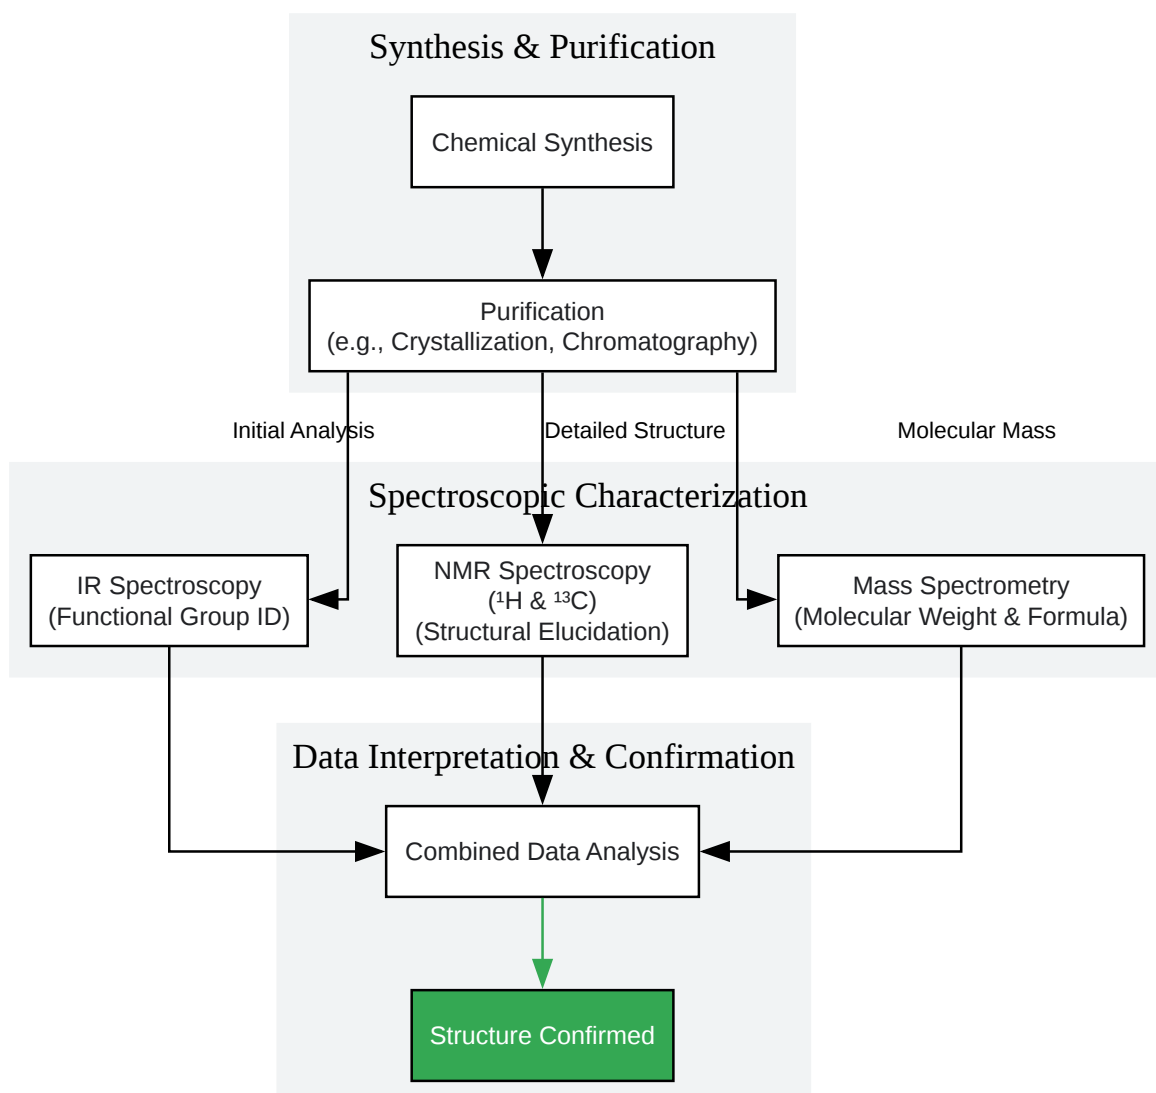 Synthesis & Purification
Chemical Synthesis
Purification
(e.g., Crystallization, Chromatography)
Initial Analysis
Detailed Structure
Molecular Mass
Spectroscopic Characterization
IR Spectroscopy
(Functional Group ID)
NMR Spectroscopy
(¹H & ¹³C)
(Structural Elucidation)
Mass Spectrometry
(Molecular Weight & Formula)
Data Interpretation & Confirmation
Combined Data Analysis
Structure Confirmed